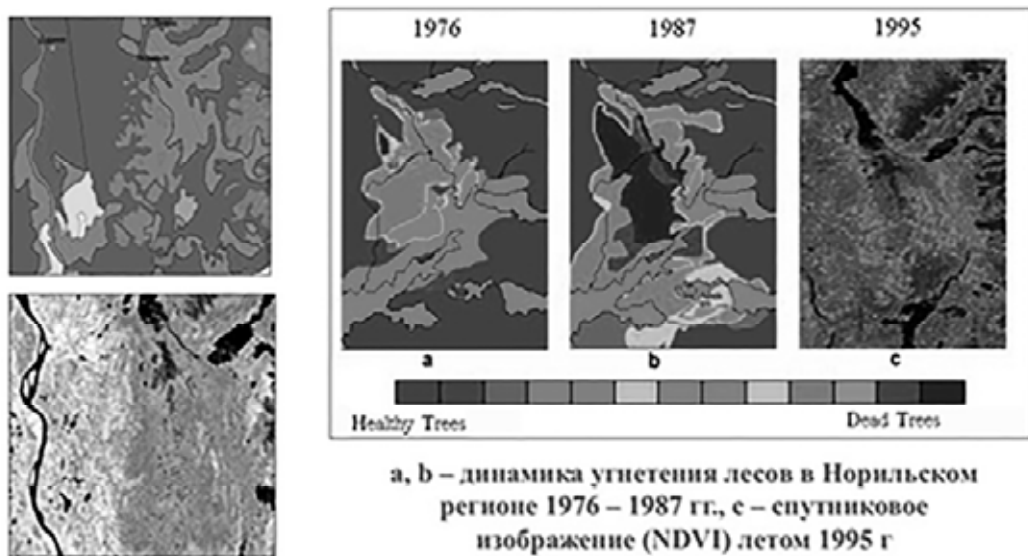 1976 1987 1995
a b c
Healthy Trees Dead Trees
a, b – динамика угнетения лесов в Норильском
регионе 1976 – 1987 гг., с – спутниковое
изображение (NDVI) летом 1995 г